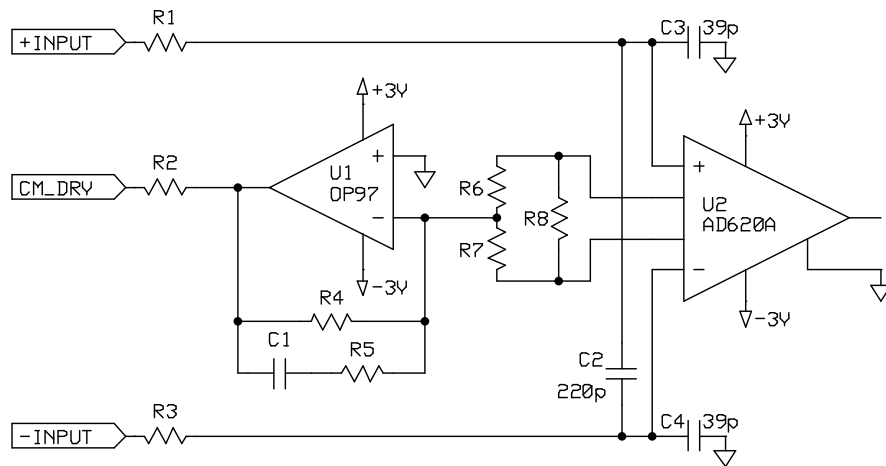 R1
C3 39p
+INPUT
+3V
+3V
R2
U1
OP97
+
−
R6
R7
R8
+
−
U2
AD620A
CM_DRY
-3V
-3V
R4
C1
R5
C2
220p
R3
C4 39p
-INPUT